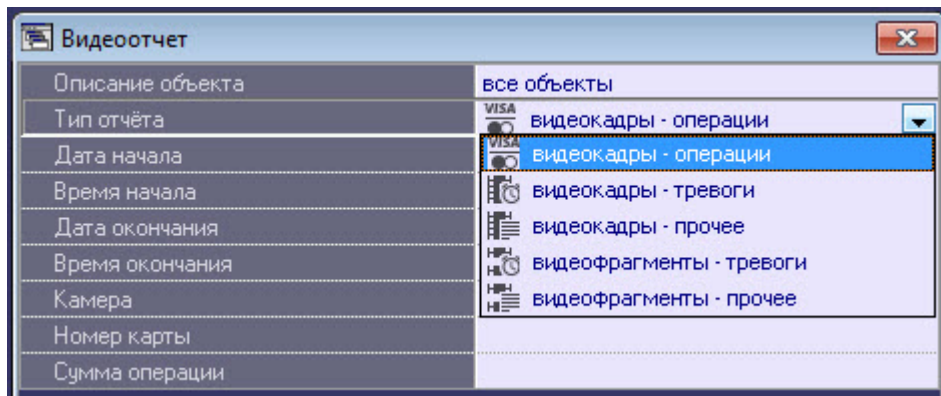 Видеоотчет
Описание объекта все объекты
Тип отчёта VISA видеокадры - операции
VISA видеокадры - операции
Дата начала
видеокадры - тревоги
Время начала
видеокадры - прочее
Дата окончания
видеофрагменты - тревоги
Время окончания
видеофрагменты - прочее
Камера
Номер карты
Сумма операции